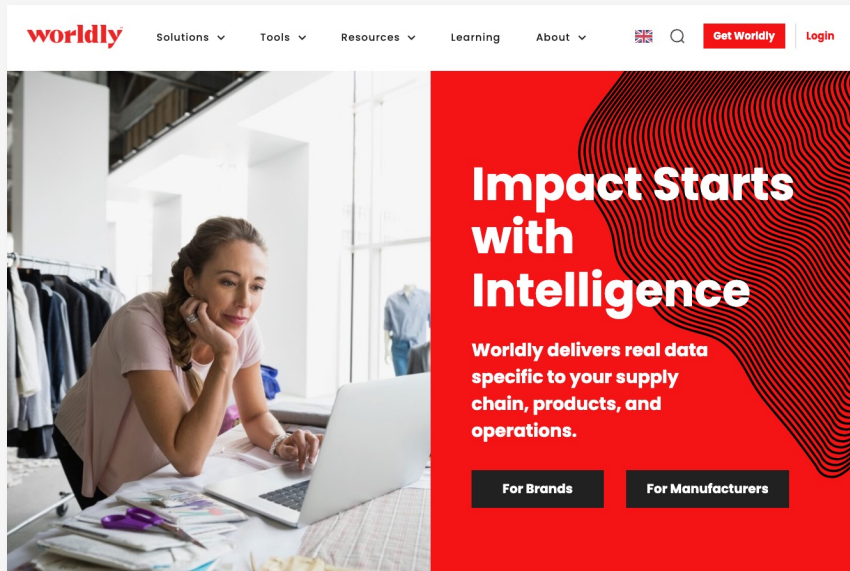 worldly
Solutions Tools Resources Learning About Get Worldly Login
Impact Starts
with
Intelligence
Worldly delivers real data
specific to your supply
chain, products, and
operations.
For Brands For Manufacturers